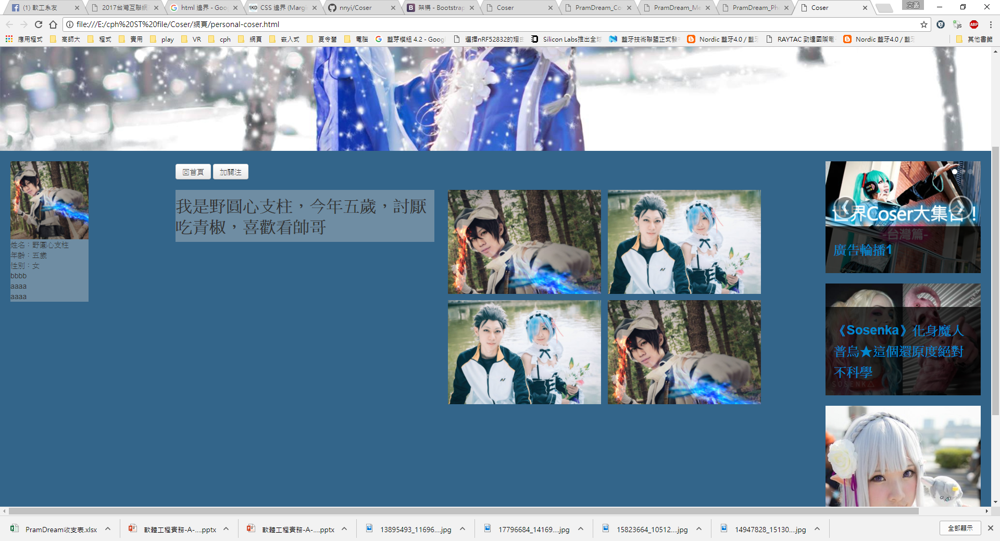 (1) 軟工系友
2017台灣互聯網
html 邊界 - Goo
1KD
CSS 邊界 (Margi
nnyi/Coser
架構 - Bootstrap
Coser
PramDream_Co
PramDream_Me
PramDream_Ph
Coser
file:///E:/cph%20ST%20file/Coser/網頁/personal-coser.html
應用程式
高師大
程式
實用
play
VR
cph
網頁
嵌入式
夏令營
電腦
藍芽模組 4.2 - Goog
選擇nRF52832的理由
Silicon Labs推出全球
藍牙技術聯盟正式發
Nordic 藍牙4.0 / 藍牙
RAYTAC 勁達國際電
Nordic 藍牙4.0 / 藍牙
其他書籤
回首頁
加關注
我是野圓心支柱，今年五歲，討厭
吃青椒，喜歡看帥哥
姓名：野圓心支柱
年齡：五歲
性別：女
bbbb
aaaa
aaaa
世界Coser大集合！
-台灣篇-
廣告輪播1
《Sosenka》化身魔人
普烏★這個還原度絕對
不科學
SOSENKA
PramDream收支表.xlsx
軟體工程實務-A-....pptx
軟體工程實務-A-....pptx
13895493_11696....jpg
17796684_14169....jpg
15823664_10512....jpg
14947828_15130....jpg
全部顯示